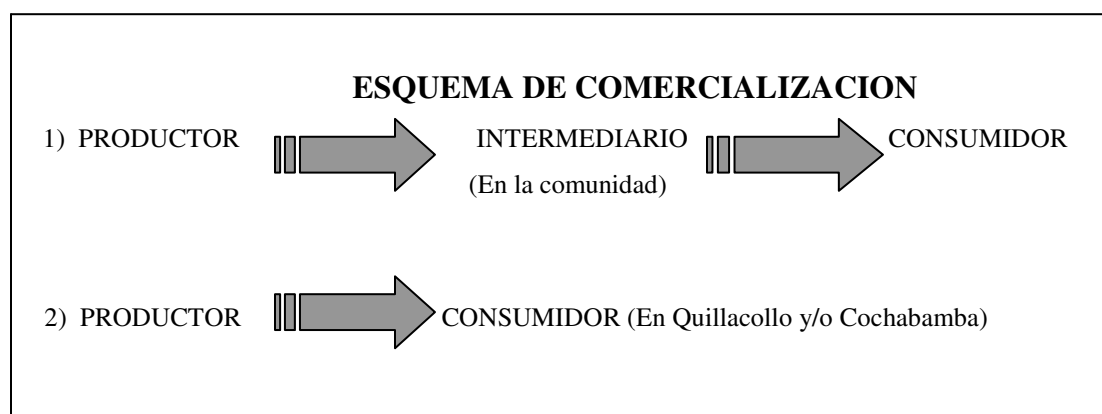 ESQUEMA DE COMERCIALIZACION
1) PRODUCTOR INTERMEDIARIO CONSUMIDOR
(En la comunidad)
2) PRODUCTOR CONSUMIDOR (En Quillacollo y/o Cochabamba)